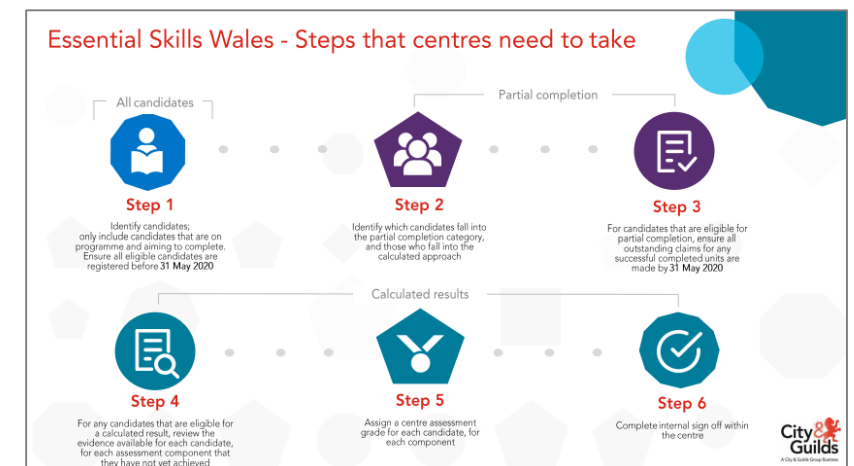 Essential Skills Wales - Steps that centres need to take
All candidates
Partial completion
Step 1
Identify candidates;
only include candidates that are on
programme and aiming to complete.
Ensure all eligible candidates are
registered before 31 May 2020
Step 2
Identify which candidates fall into
the partial completion category,
and those who fall into the
calculated approach
Step 3
For candidates that are eligible for
partial completion, ensure all
outstanding claims for any
successful completed units are
made by 31 May 2020
Calculated results
Step 4
For any candidates that are eligible for
a calculated result, review the
evidence available for each candidate,
for each assessment component that
they have not yet achieved
Step 5
Assign a centre assessment
grade for each candidate, for
each component
Step 6
Complete internal sign off within
the centre
City &
Guilds
A City & Guilds Group Business